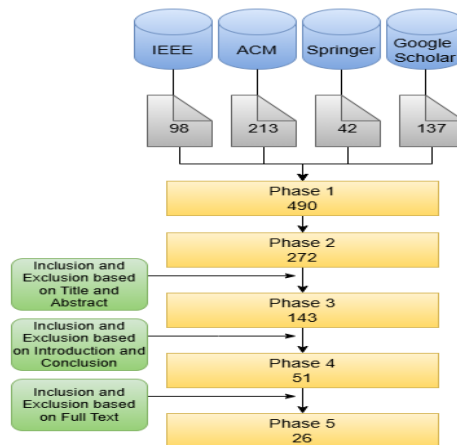 IEEE
ACM
Springer
Google
Scholar
98
213
42
137
Phase 1
490
Phase 2
272
Inclusion and
Exclusion based
on Title and
Abstract
Phase 3
143
Inclusion and
Exclusion based
on Introduction and
Conclusion
Phase 4
51
Inclusion and
Exclusion based
on Full Text
Phase 5
26